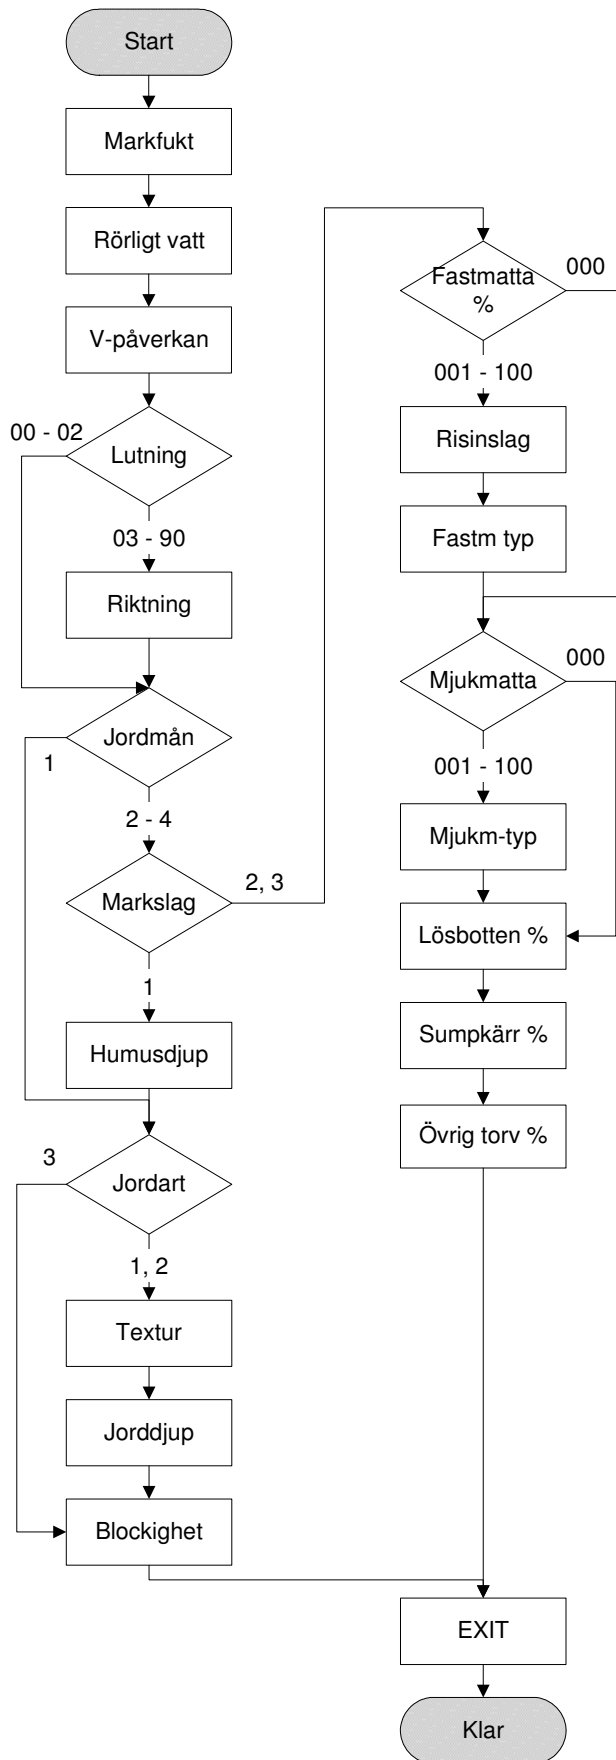 Start
Markfukt
Rörligt vatt
V-påverkan
00 - 02
Lutning
03 - 90
Riktning
Jordmån
1
2 - 4
Markslag
2, 3
1
Humusdjup
3
Jordart
1, 2
Textur
Jorddjup
Blockighet
Fastmatta
%
000
001 - 100
Risinslag
Fastm typ
000
Mjukmatta
001 - 100
Mjukm-typ
Lösbotten %
Sumpkärr %
Övrig torv %
EXIT
Klar